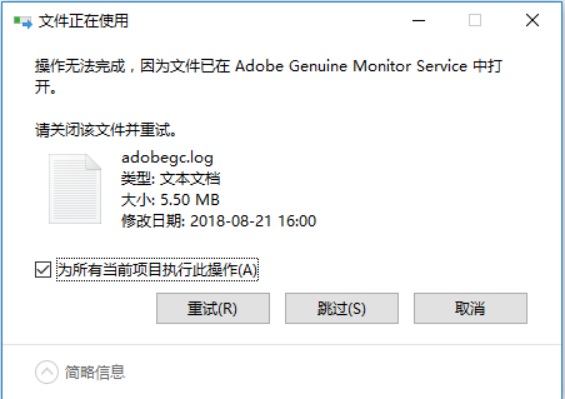 文件正在使用
操作无法完成，因为文件已在 Adobe Genuine Monitor Service 中打
开。
请关闭该文件并重试。
adobegc.log
类型: 文本文档
大小: 5.50 MB
修改日期: 2018-08-21 16:00
为所有当前项目执行此操作(A)
重试(R) 跳过(S) 取消
简略信息